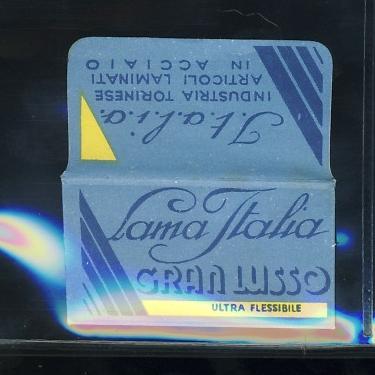 I.t.a.l.i.a.
INDUSTRIA TORINESE
ARTICOLI LAMINATI
IN ACCIAIO
Lama Italia
GRAN LUSSO
ULTRA FLESSIBILE